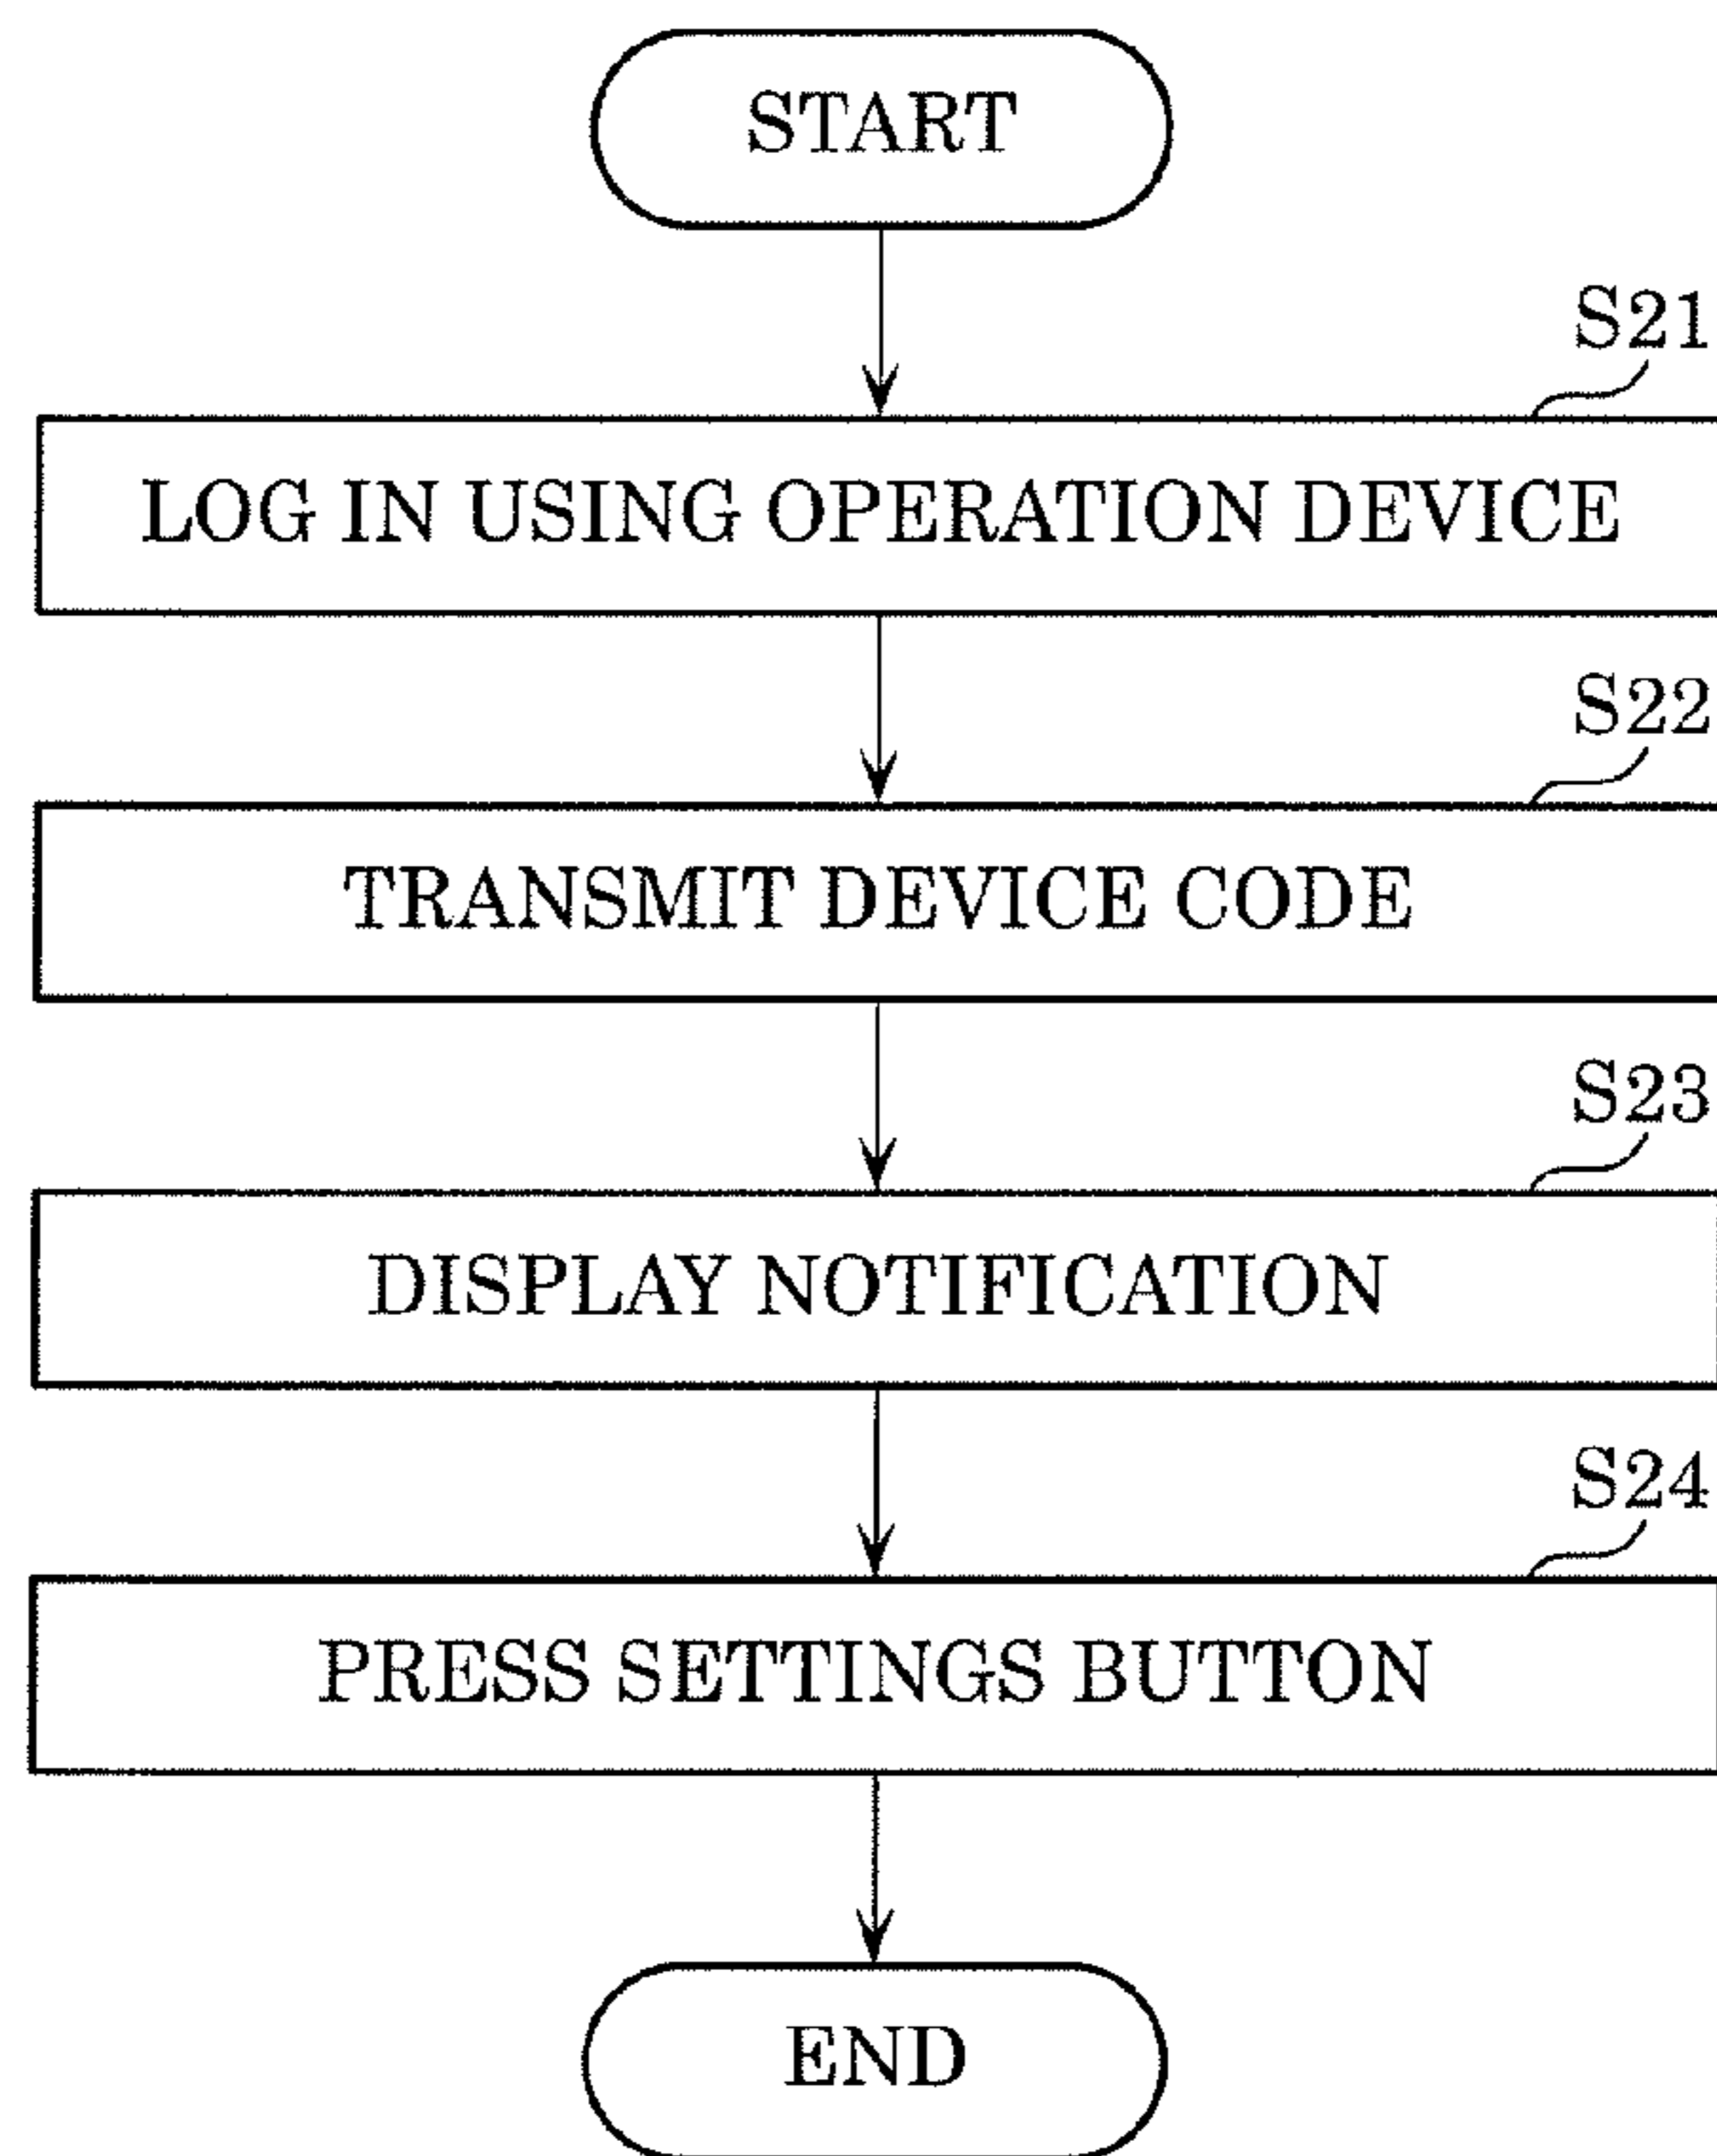 START
S21
LOG IN USING OPERATION DEVICE
S22
TRANSMIT DEVICE CODE
S23
DISPLAY NOTIFICATION
S24
PRESS SETTINGS BUTTON
END